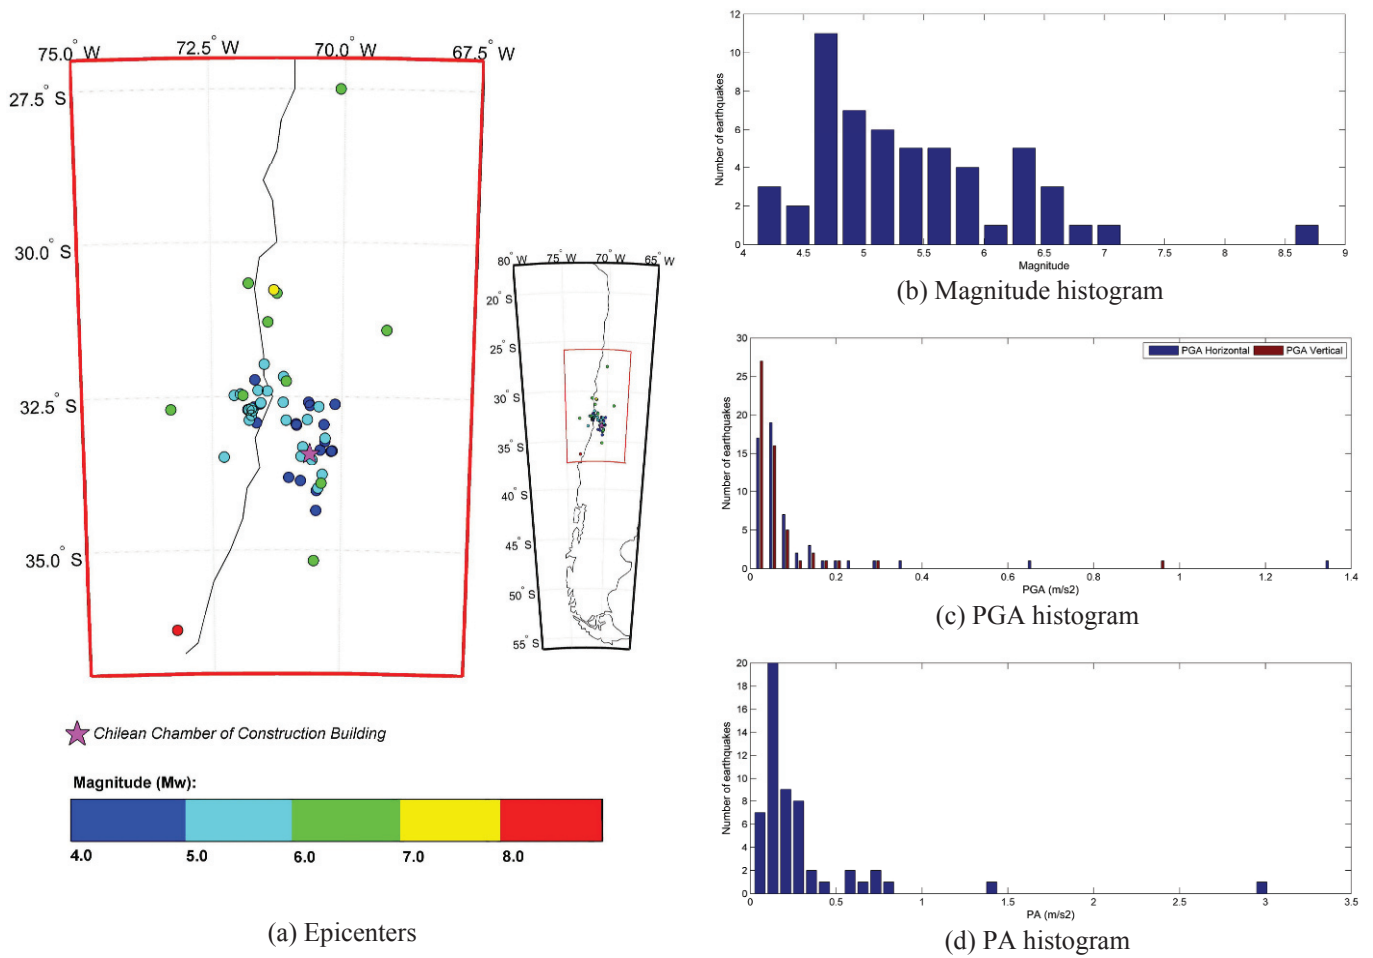 75.0° W
72.5° W
70.0° W
67.5° W
27.5° S
30.0° S
32.5° S
35.0° S
80° W
75° W
70° W
65° W
20° S
25° S
30° S
35° S
40° S
45° S
50° S
55° S
Chilean Chamber of Construction Building
Magnitude (Mw):
4.0 5.0 6.0 7.0 8.0
(a) Epicenters
12
10
8
6
4
2
0
Number of earthquakes
4 4.5 5 5.5 6 6.5 7 7.5 8 8.5 9
Magnitude
(b) Magnitude histogram
30
25
20
15
10
5
0
Number of earthquakes
PGA Horizontal PGA Vertical
0 0.2 0.4 0.6 0.8 1 1.2 1.4
PGA (m/s2)
(c) PGA histogram
20
18
16
14
12
10
8
6
4
2
0
Number of earthquakes
0 0.5 1 1.5 2 2.5 3 3.5
PA (m/s2)
(d) PA histogram